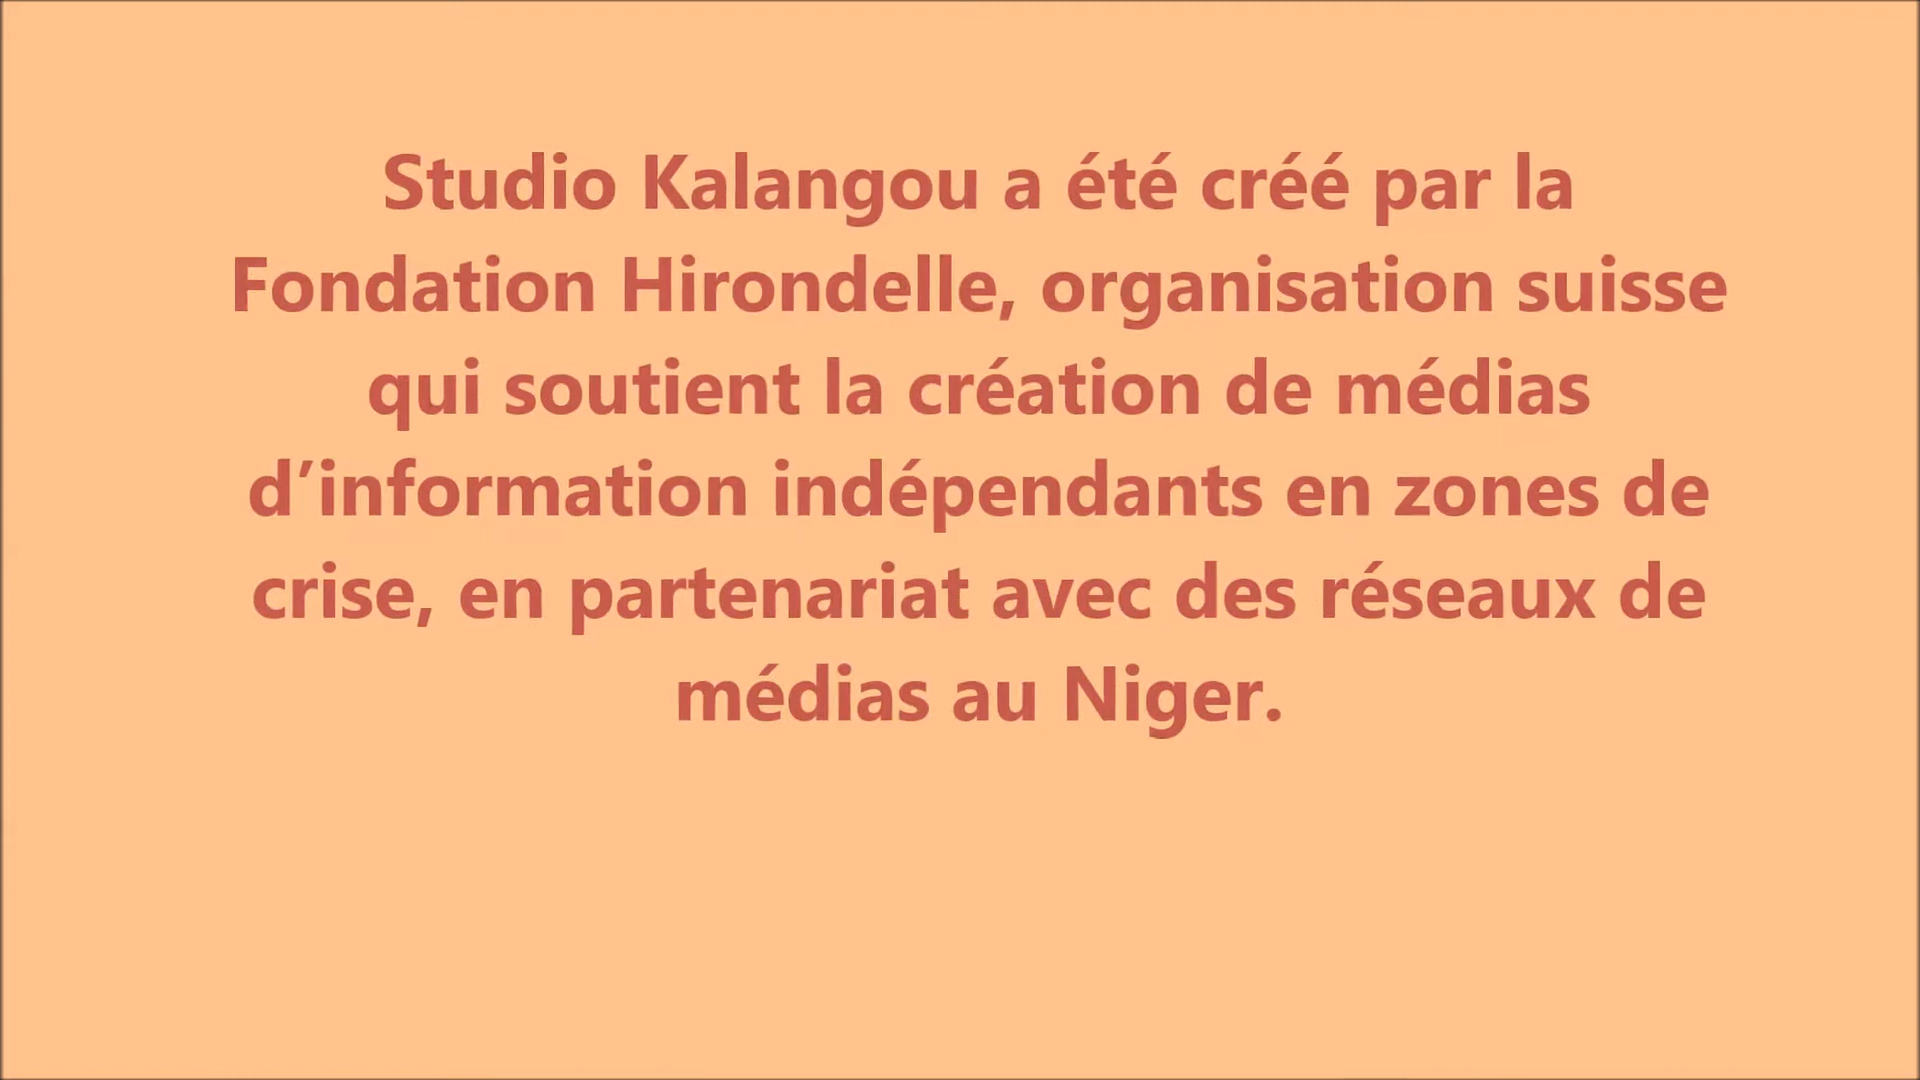 Studio Kalangou a été créé par la
Fondation Hirondelle, organisation suisse
qui soutient la création de médias
d’information indépendants en zones de
crise, en partenariat avec des réseaux de
médias au Niger.